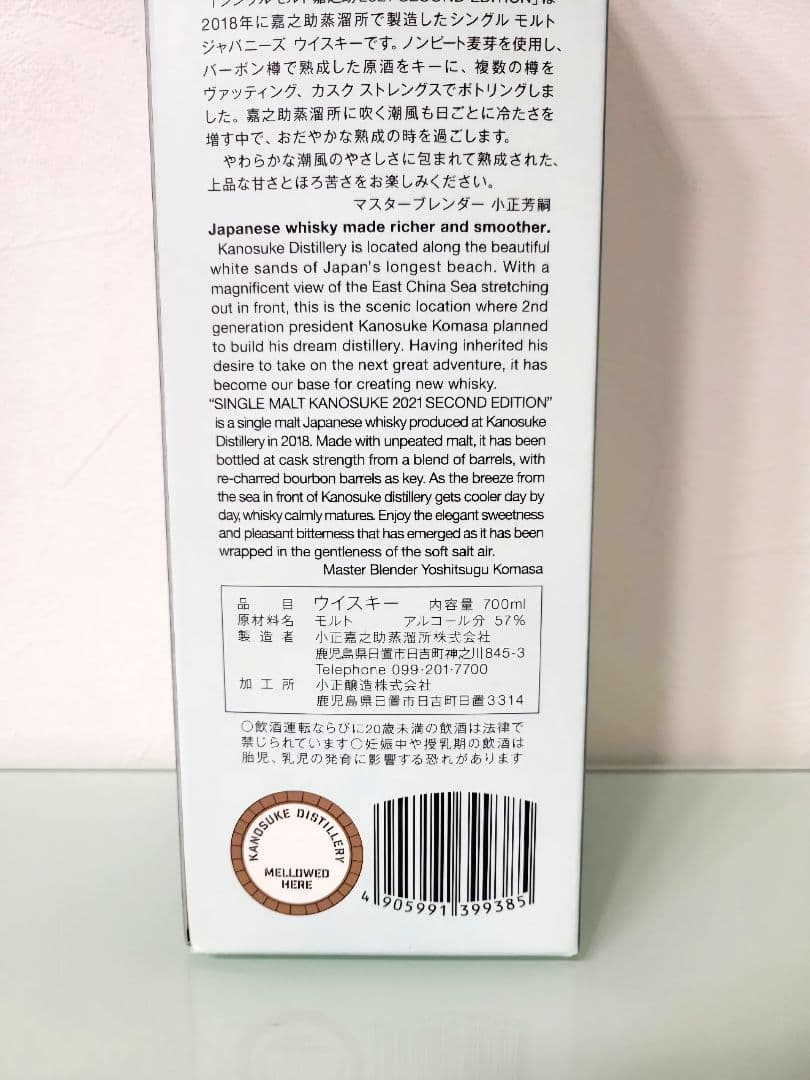 「シングルモルト嘉之助 2021 SECOND EDITION」は
2018年に嘉之助蒸溜所で製造したシングル モルト
ジャパニーズ ウイスキーです。ノンピート麦芽を使用し、
バーボン樽で熟成した原酒をキーに、複数の樽を
ヴァッティング、カスク ストレングスでボトリングしま
した。嘉之助蒸溜所に吹く潮風も日ごとに冷たさを
増す中で、おだやかな熟成の時を過ごします。
やわらかな潮風のやさしさに包まれて熟成された、
上品な甘さとほろ苦さをお楽しみください。
マスターブレンダー 小正芳嗣
Japanese whisky made richer and smoother.
Kanosuke Distillery is located along the beautiful
white sands of Japan's longest beach. With a
magnificent view of the East China Sea stretching
out in front, this is the scenic location where 2nd
generation president Kanosuke Komasa planned
to build his dream distillery. Having inherited his
desire to take on the next great adventure, it has
become our base for creating new whisky.
"SINGLE MALT KANOSUKE 2021 SECOND EDITION"
is a single malt Japanese whisky produced at Kanosuke
Distillery in 2018. Made with unpeated malt, it has been
bottled at cask strength from a blend of barrels, with
re-charred bourbon barrels as key. As the breeze from
the sea in front of Kanosuke distillery gets cooler day by
day, whisky calmly matures. Enjoy the elegant sweetness
and pleasant bitterness that has emerged as it has been
wrapped in the gentleness of the soft salt air.
Master Blender Yoshitsugu Komasa
品目 ウイスキー 内容量 700ml
原材料名 モルト アルコール分 57%
製造者 小正嘉之助蒸溜所株式会社
鹿児島県日置市日吉町神之川845-3
Telephone 099-201-7700
加工所 小正醸造株式会社
鹿児島県日置市日吉町日置3314
○飲酒運転ならびに20歳未満の飲酒は法律で
禁じられています○妊娠中や授乳期の飲酒は
胎児、乳児の発育に影響する恐れがあります
KANOSUKE DISTILLERY
MELLOWED
HERE
4 905991 399385